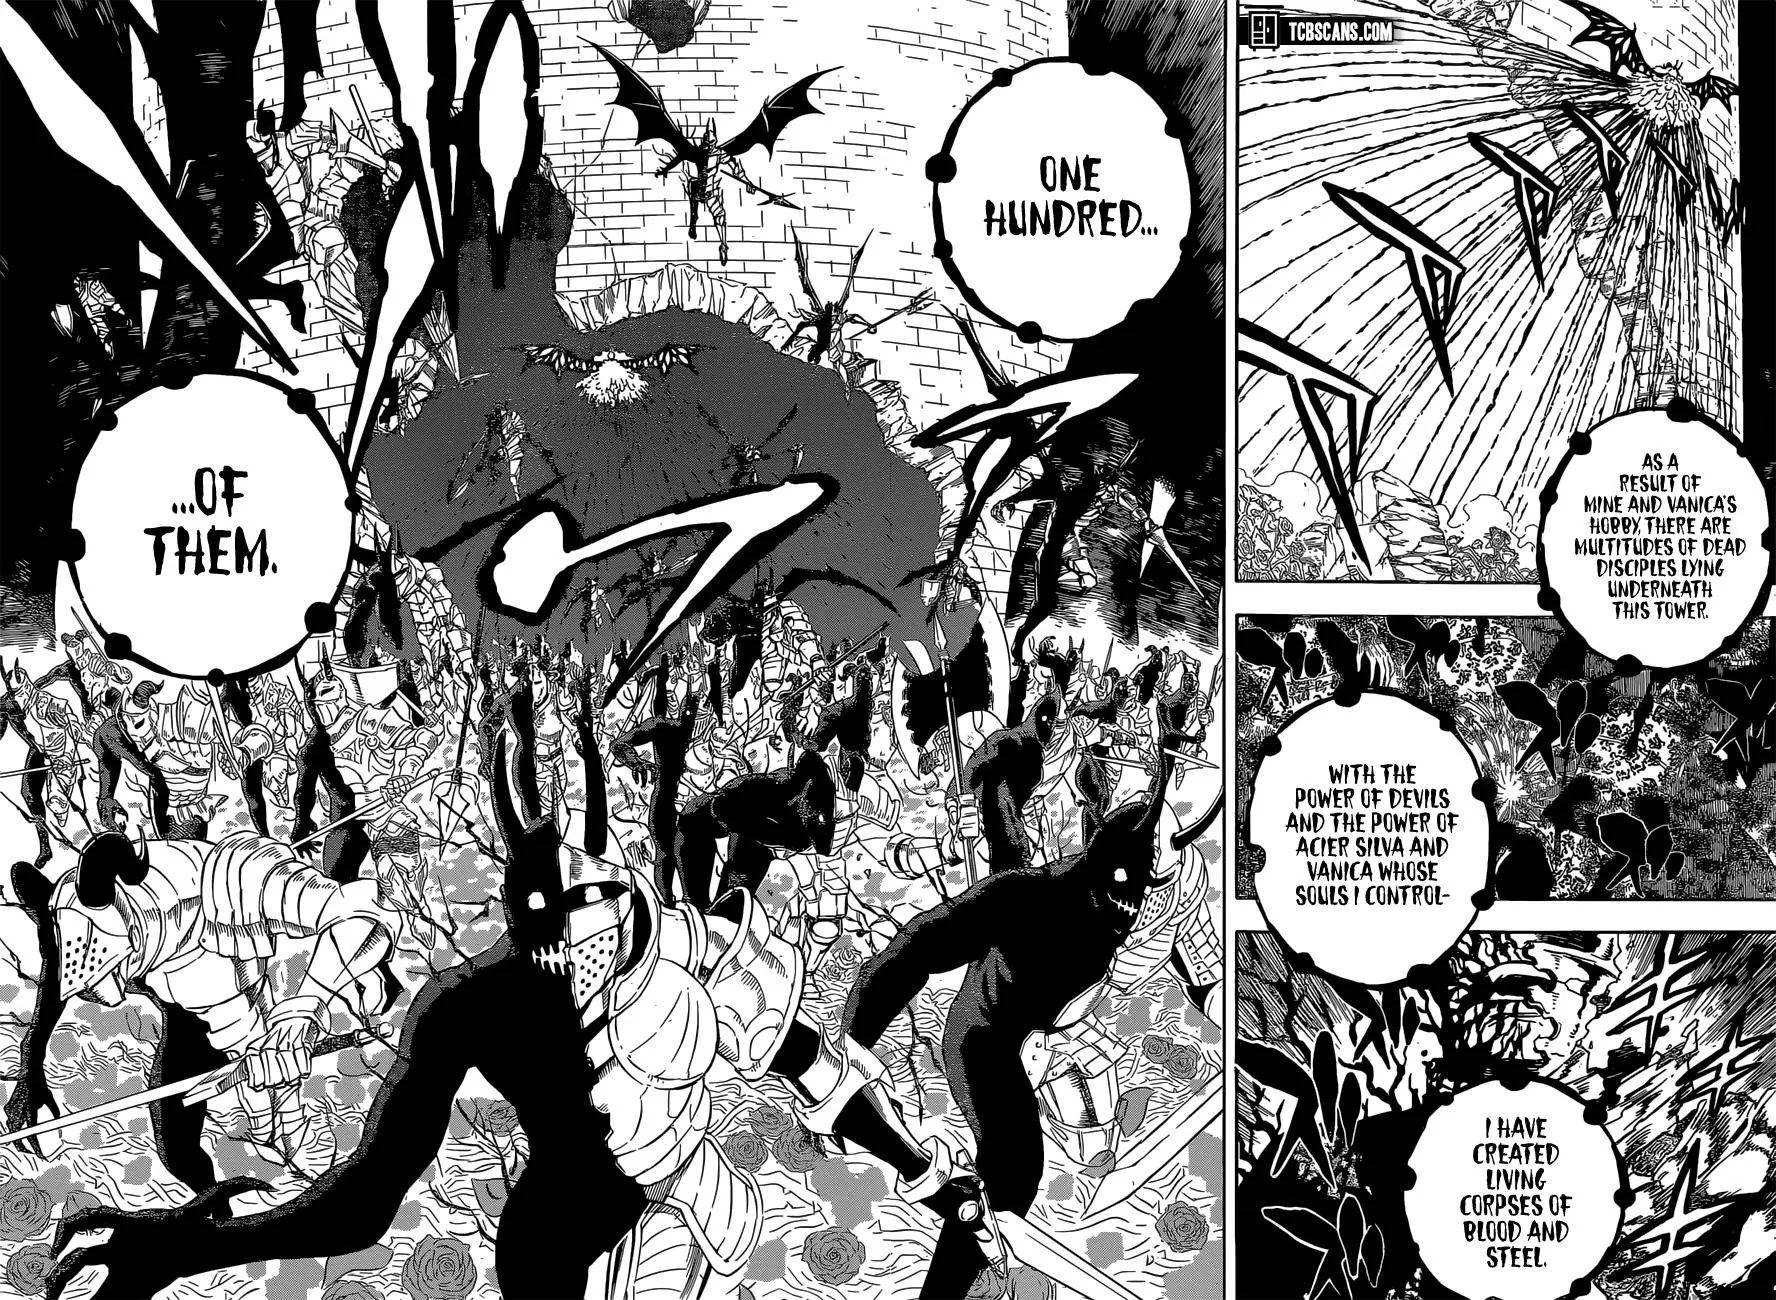 TCBSCANS.COM
AS A
RESULT OF
MINE AND VANICA'S
HOBBY, THERE ARE
MULTITUDES OF DEAD
DISCIPLES LYING
UNDERNEATH
THIS TOWER.
WITH THE
POWER OF DEVILS
AND THE POWER OF
ACIER SILVA AND
VANICA WHOSE
SOULS I CONTROL-
I HAVE
CREATED
LIVING
CORPSES OF
BLOOD AND
STEEL.
ONE
HUNDRED...
...OF
THEM.